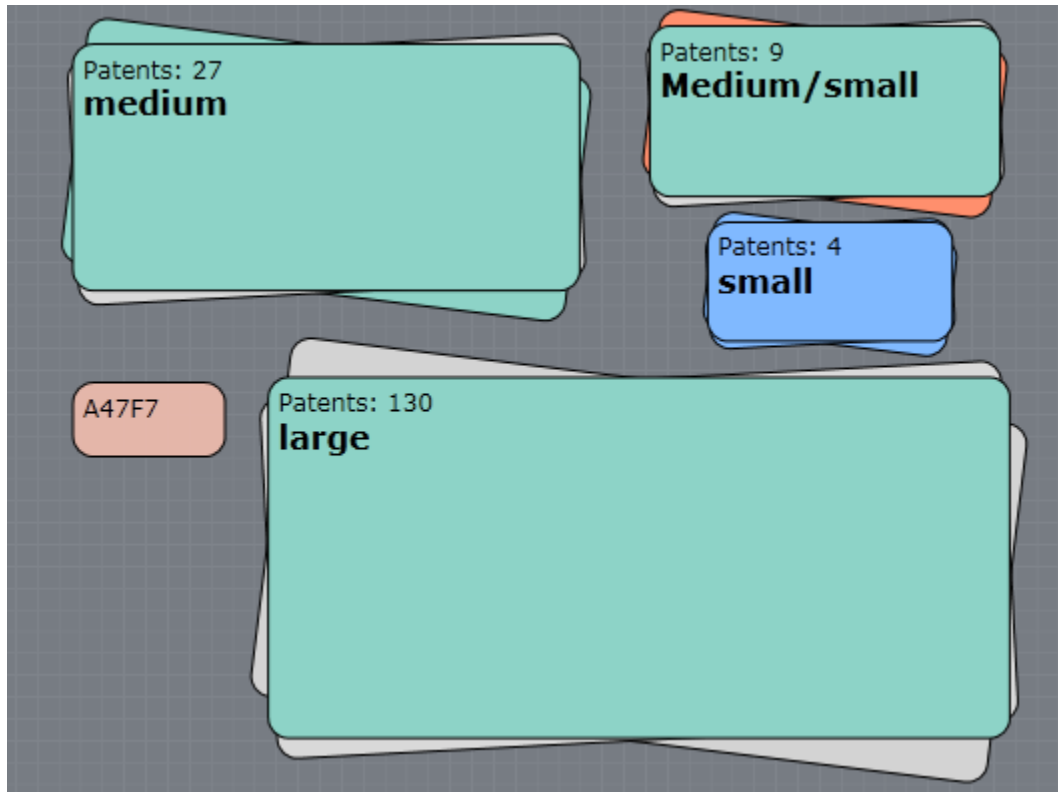 Patents: 27
medium
Patents: 9
Medium/small
Patents: 4
small
A47F7
Patents: 130
large